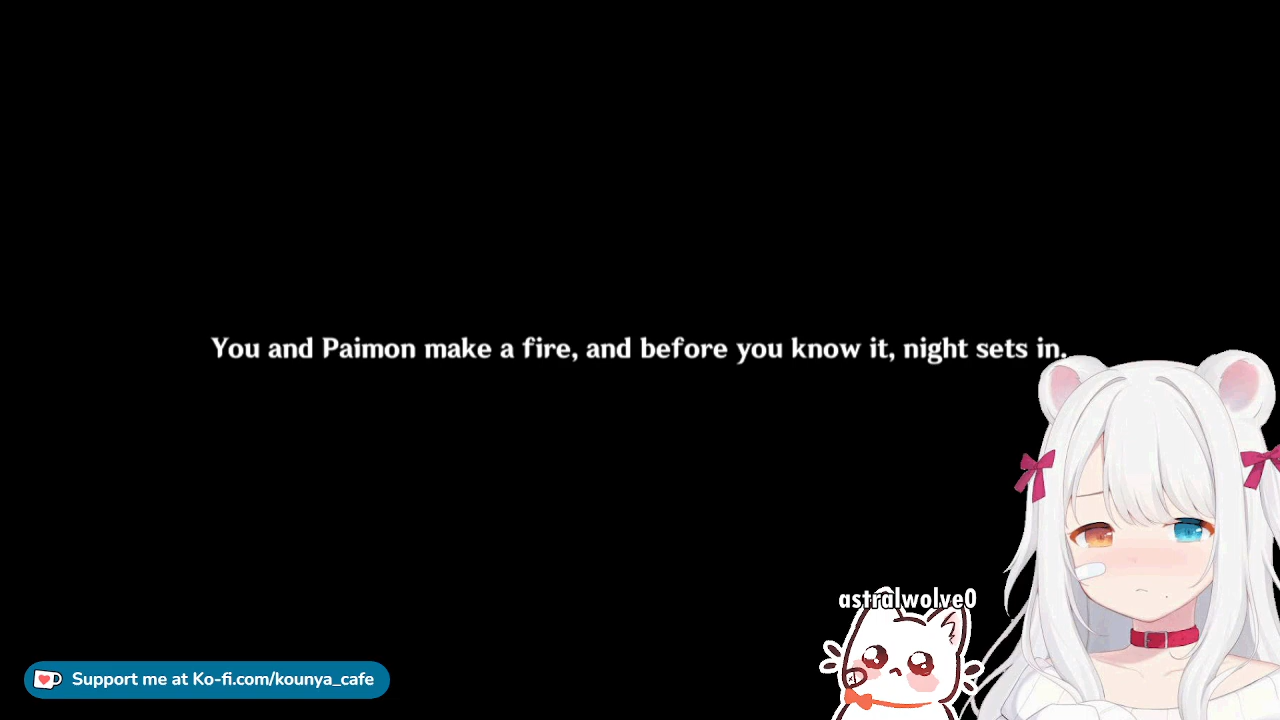 You and Paimon make a fire, and before you know it, night sets in.
astralwolve0
Support me at Ko-fi.com/kounya_cafe